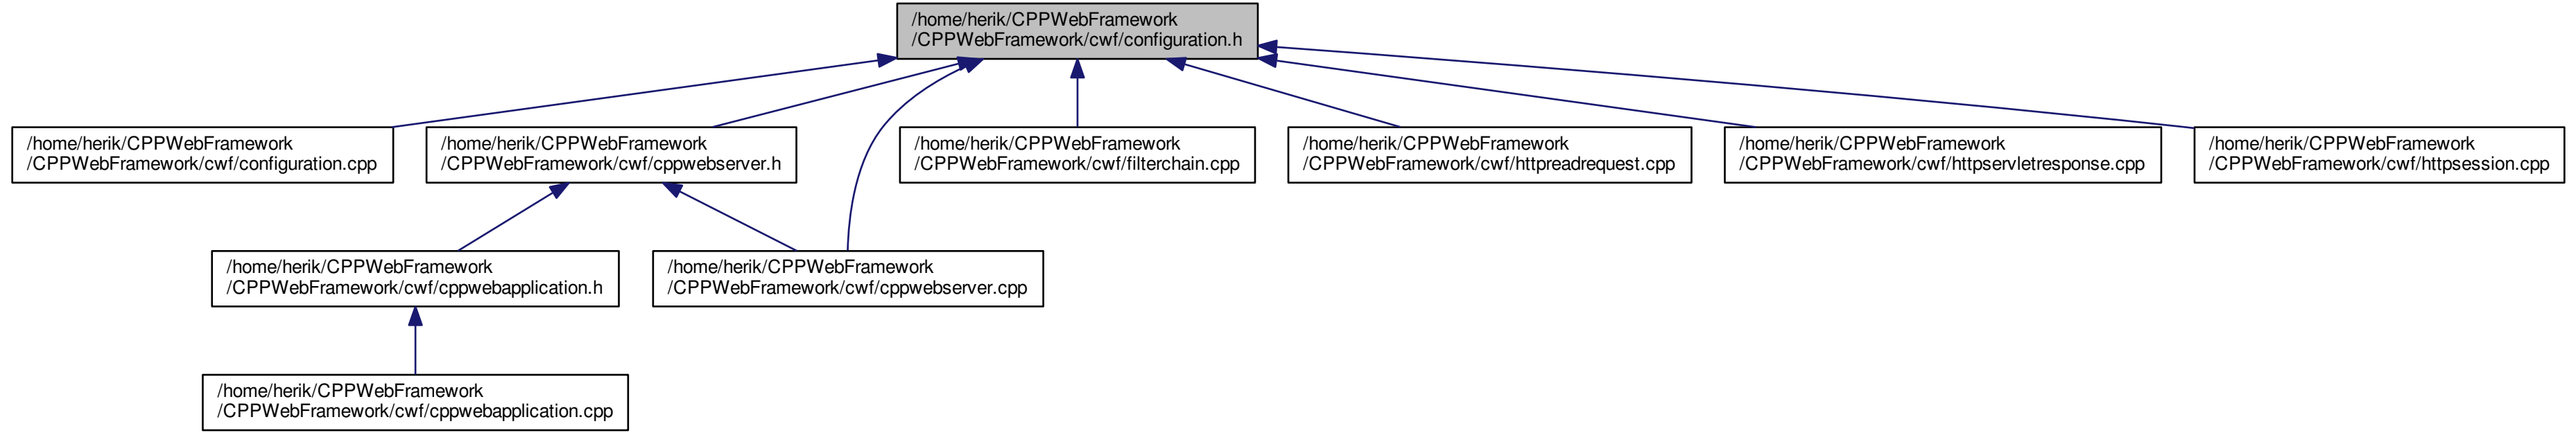 /home/herik/CPPWebFramework
/CPPWebFramework/cwf/configuration.h
/home/herik/CPPWebFramework
/CPPWebFramework/cwf/configuration.cpp
/home/herik/CPPWebFramework
/CPPWebFramework/cwf/cppwebserver.h
/home/herik/CPPWebFramework
/CPPWebFramework/cwf/filterchain.cpp
/home/herik/CPPWebFramework
/CPPWebFramework/cwf/httpreadrequest.cpp
/home/herik/CPPWebFramework
/CPPWebFramework/cwf/httpservletresponse.cpp
/home/herik/CPPWebFramework
/CPPWebFramework/cwf/httpsession.cpp
/home/herik/CPPWebFramework
/CPPWebFramework/cwf/cppwebapplication.h
/home/herik/CPPWebFramework
/CPPWebFramework/cwf/cppwebserver.cpp
/home/herik/CPPWebFramework
/CPPWebFramework/cwf/cppwebapplication.cpp